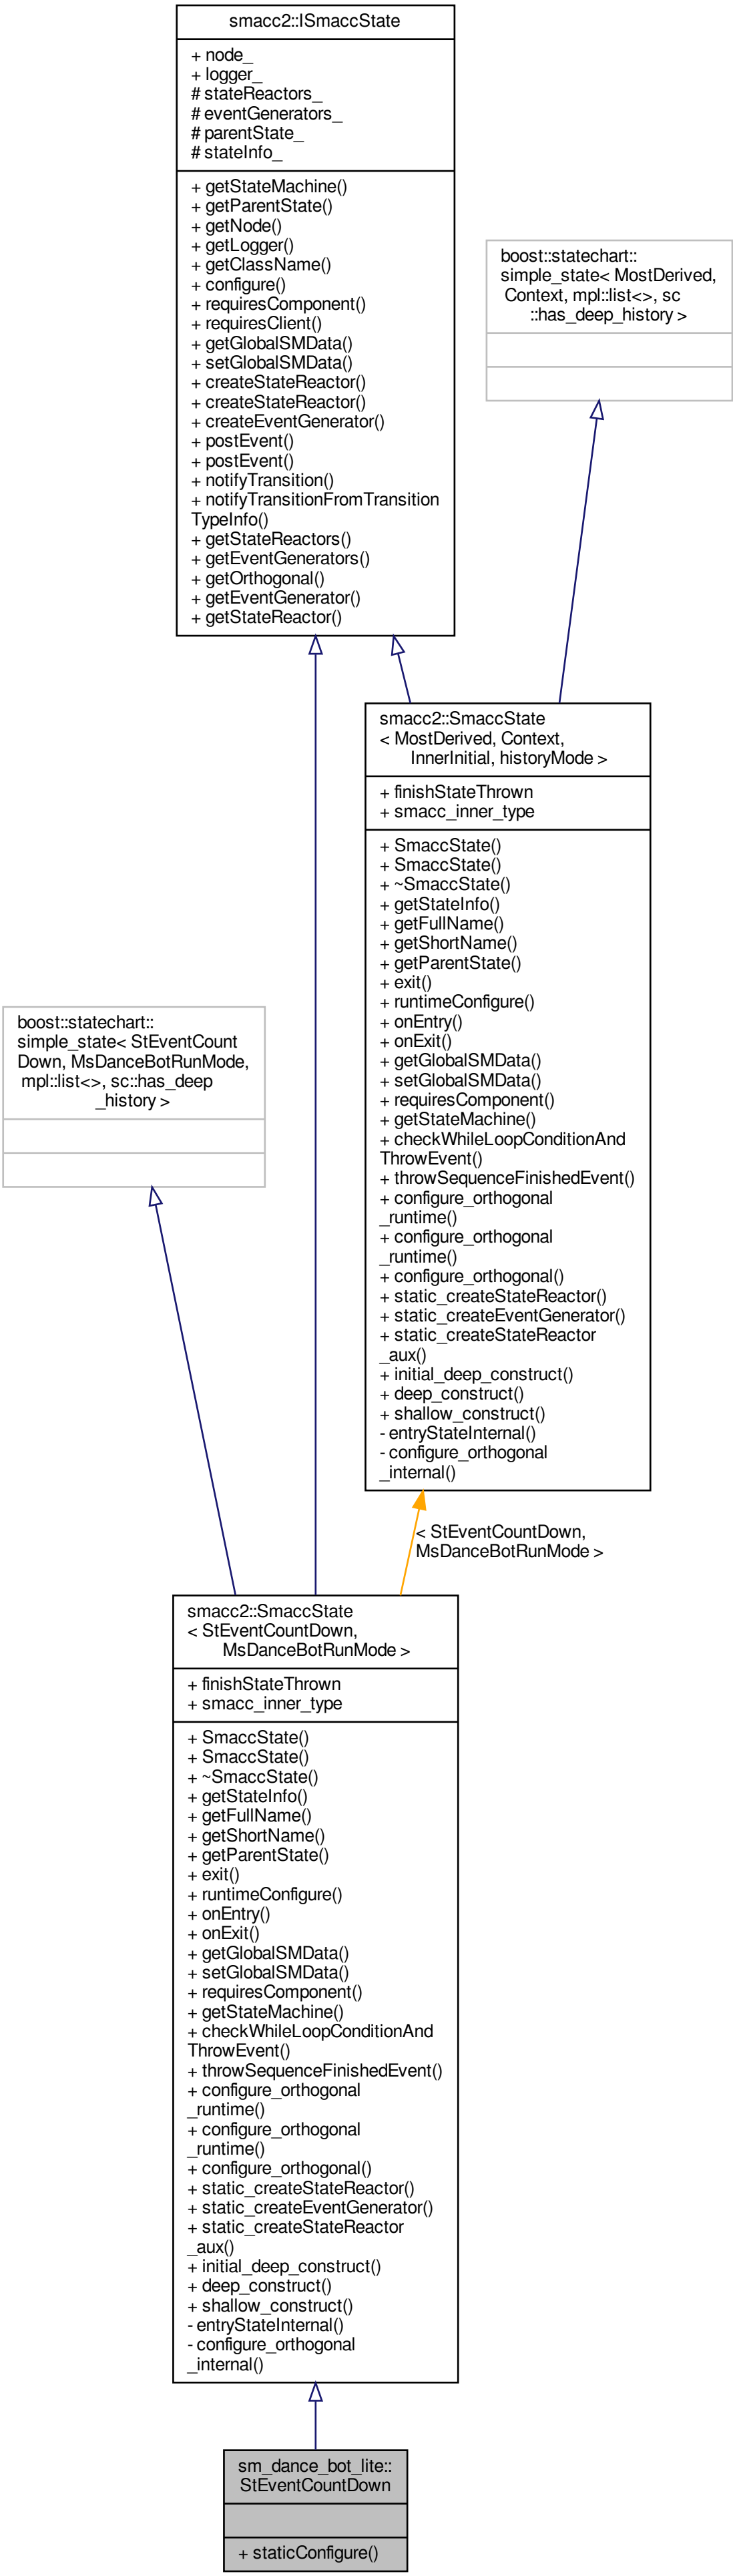 smacc2::ISmaccState
+ node_
+ logger_
# stateReactors_
# eventGenerators_
# parentState_
# stateInfo_
+ getStateMachine()
+ getParentState()
+ getNode()
+ getLogger()
+ getClassName()
+ configure()
+ requiresComponent()
+ requiresClient()
+ getGlobalSMData()
+ setGlobalSMData()
+ createStateReactor()
+ createStateReactor()
+ createEventGenerator()
+ postEvent()
+ postEvent()
+ notifyTransition()
+ notifyTransitionFromTransition
TypeInfo()
+ getStateReactors()
+ getEventGenerators()
+ getOrthogonal()
+ getEventGenerator()
+ getStateReactor()
boost::statechart::
simple_state< MostDerived,
Context, mpl::list<>, sc
::has_deep_history >
smacc2::SmaccState
< MostDerived, Context,
InnerInitial, historyMode >
+ finishStateThrown
+ smacc_inner_type
+ SmaccState()
+ SmaccState()
+ ~SmaccState()
+ getStateInfo()
+ getFullName()
+ getShortName()
+ getParentState()
+ exit()
+ runtimeConfigure()
+ onEntry()
+ onExit()
+ getGlobalSMData()
+ setGlobalSMData()
+ requiresComponent()
+ getStateMachine()
+ checkWhileLoopConditionAnd
ThrowEvent()
+ throwSequenceFinishedEvent()
+ configure_orthogonal
_runtime()
+ configure_orthogonal
_runtime()
+ configure_orthogonal()
+ static_createStateReactor()
+ static_createEventGenerator()
+ static_createStateReactor
_aux()
+ initial_deep_construct()
+ deep_construct()
+ shallow_construct()
- entryStateInternal()
- configure_orthogonal
_internal()
boost::statechart::
simple_state< StEventCount
Down, MsDanceBotRunMode,
mpl::list<>, sc::has_deep
_history >
< StEventCountDown,
MsDanceBotRunMode >
smacc2::SmaccState
< StEventCountDown,
MsDanceBotRunMode >
+ finishStateThrown
+ smacc_inner_type
+ SmaccState()
+ SmaccState()
+ ~SmaccState()
+ getStateInfo()
+ getFullName()
+ getShortName()
+ getParentState()
+ exit()
+ runtimeConfigure()
+ onEntry()
+ onExit()
+ getGlobalSMData()
+ setGlobalSMData()
+ requiresComponent()
+ getStateMachine()
+ checkWhileLoopConditionAnd
ThrowEvent()
+ throwSequenceFinishedEvent()
+ configure_orthogonal
_runtime()
+ configure_orthogonal
_runtime()
+ configure_orthogonal()
+ static_createStateReactor()
+ static_createEventGenerator()
+ static_createStateReactor
_aux()
+ initial_deep_construct()
+ deep_construct()
+ shallow_construct()
- entryStateInternal()
- configure_orthogonal
_internal()
sm_dance_bot_lite::
StEventCountDown
+ staticConfigure()